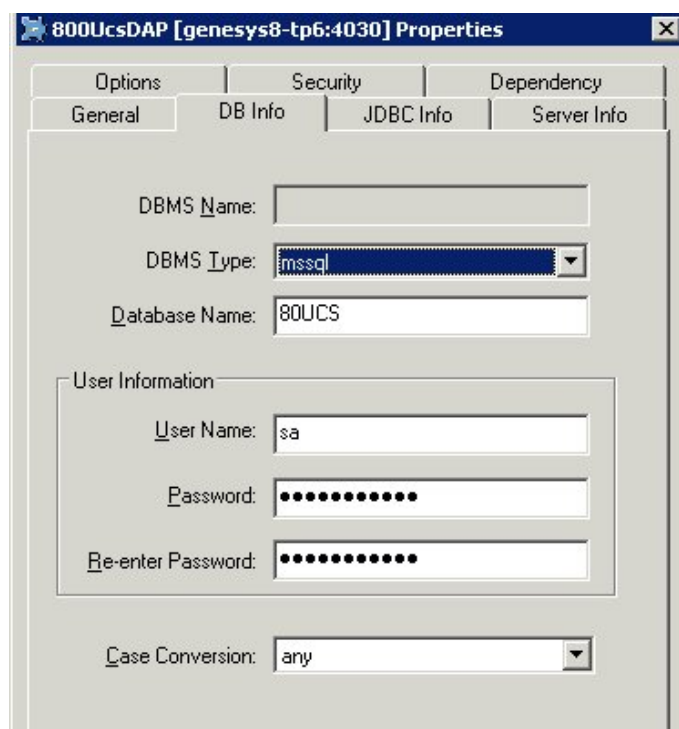 800UcsDAP [genesys8-tp6:4030] Properties
Options Security Dependency
General DB Info JDBC Info Server Info
DBMS Name:
DBMS Type: mssql
Database Name: 80UCS
User Information
User Name: sa
Password: ●●●●●●●●●●●
Re-enter Password: ●●●●●●●●●●●
Case Conversion: any